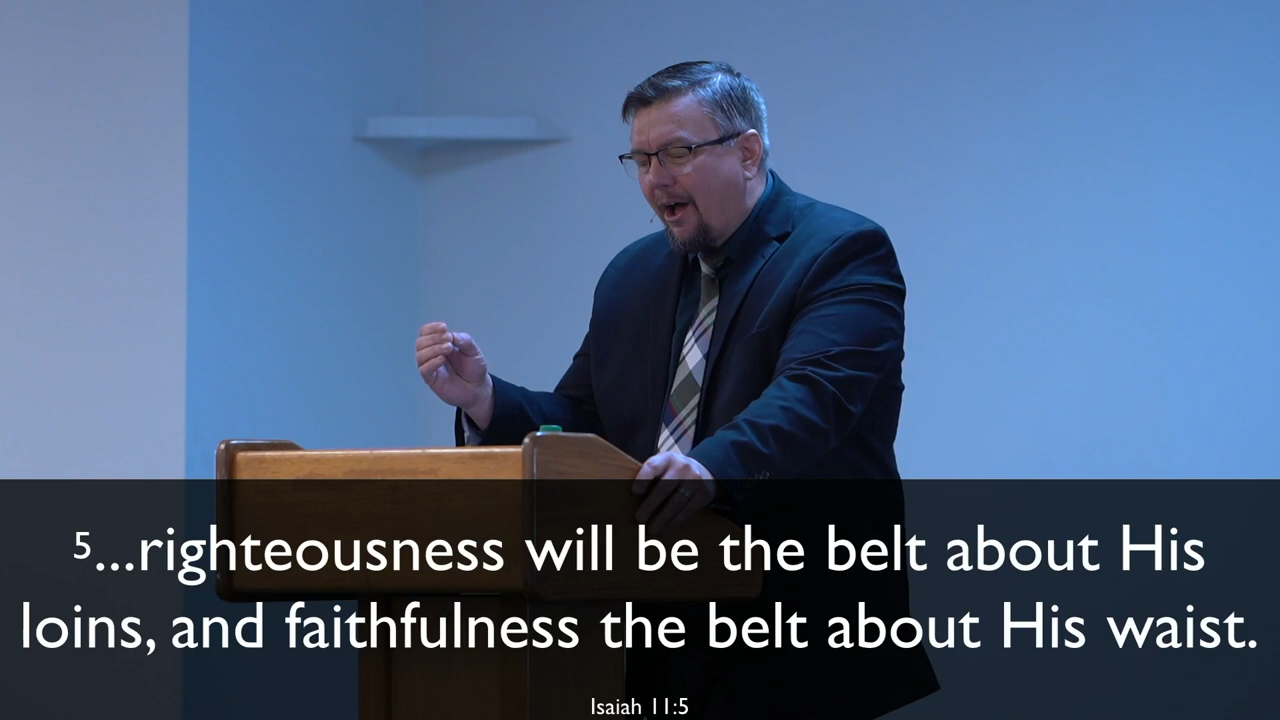 5...righteousness will be the belt about His
loins, and faithfulness the belt about His waist.
Isaiah 11:5